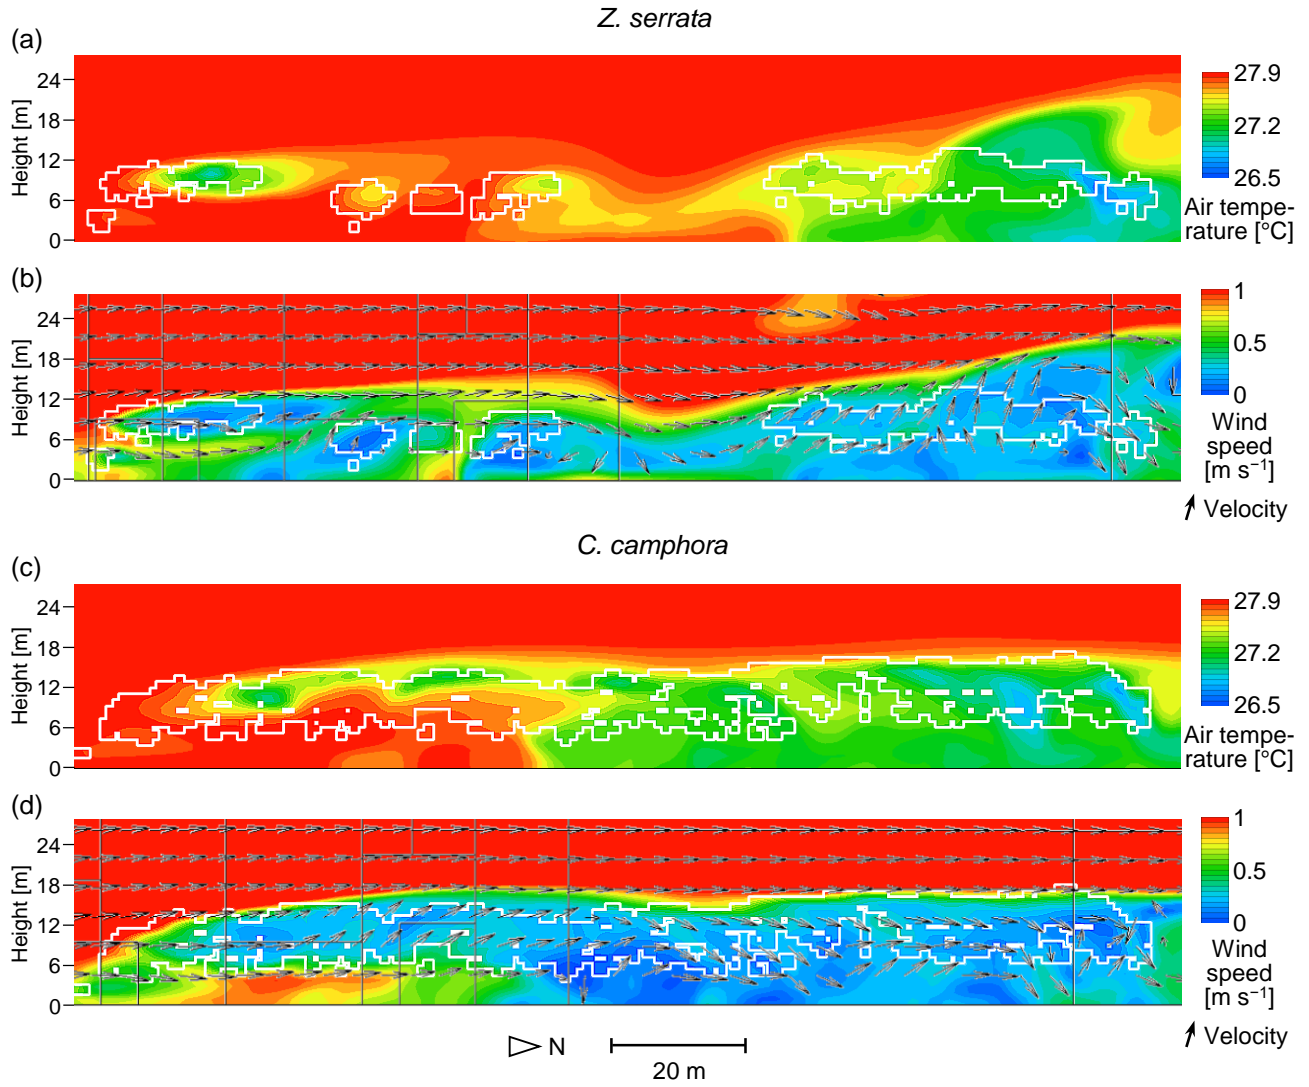 Z. serrata
(a)
Height [m]
24
18
12
6
0
27.9
27.2
26.5
Air tempe-
rature [°C]
(b)
Height [m]
24
18
12
6
0
1
0.5
0
Wind
speed
[m s⁻¹]
Velocity
C. camphora
(c)
Height [m]
24
18
12
6
0
27.9
27.2
26.5
Air tempe-
rature [°C]
(d)
Height [m]
24
18
12
6
0
1
0.5
0
Wind
speed
[m s⁻¹]
Velocity
N
20 m